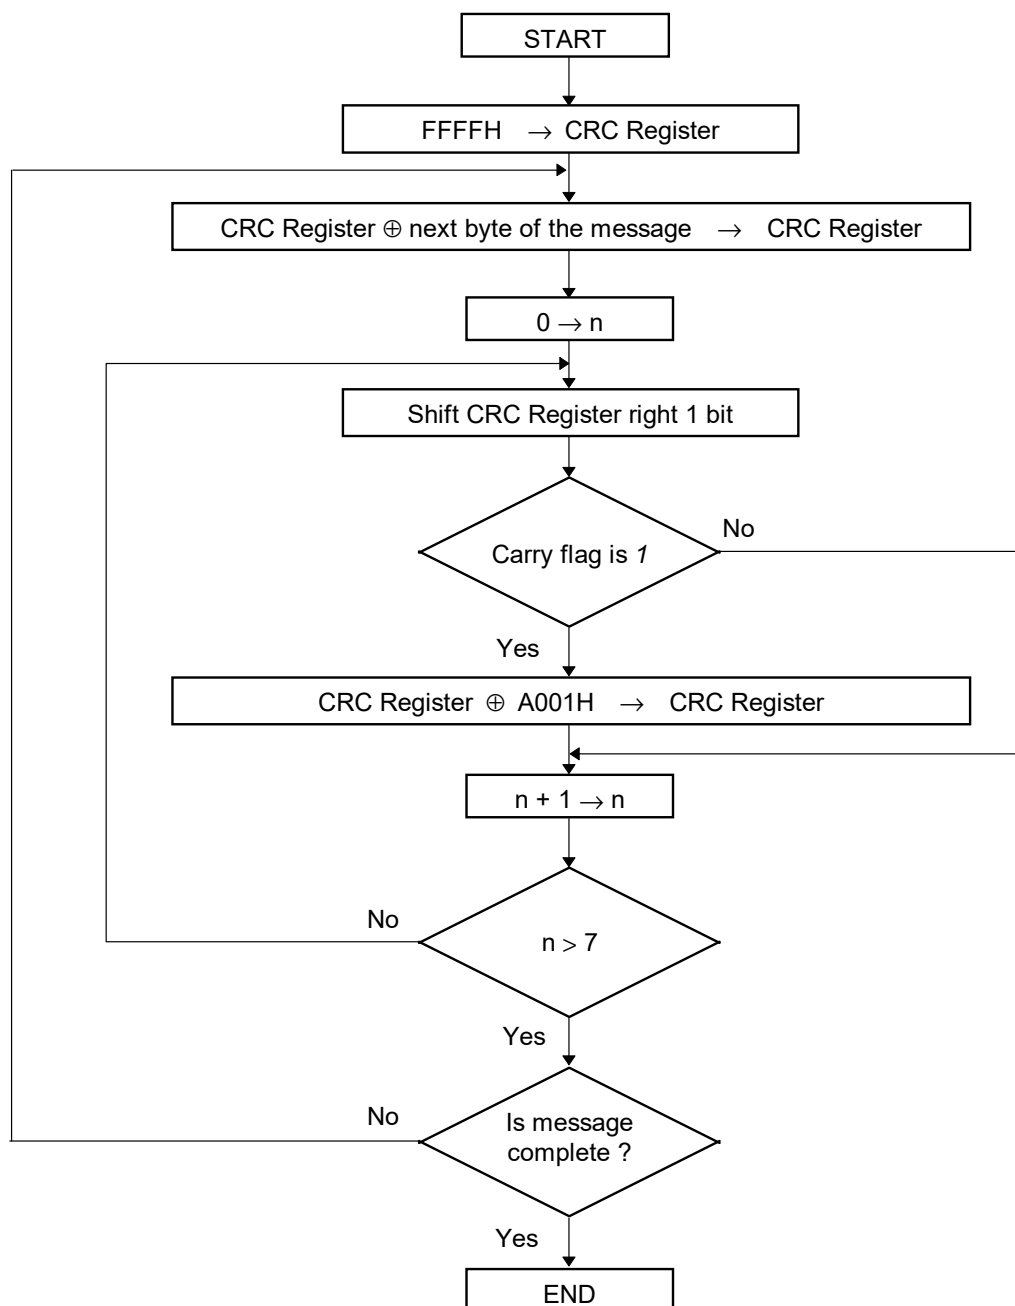 START
FFFFH → CRC Register
CRC Register ⊕ next byte of the message → CRC Register
0 → n
Shift CRC Register right 1 bit
No
Carry flag is 1
Yes
CRC Register ⊕ A001H → CRC Register
n + 1 → n
No
n > 7
Yes
No
Is message
complete ?
Yes
END